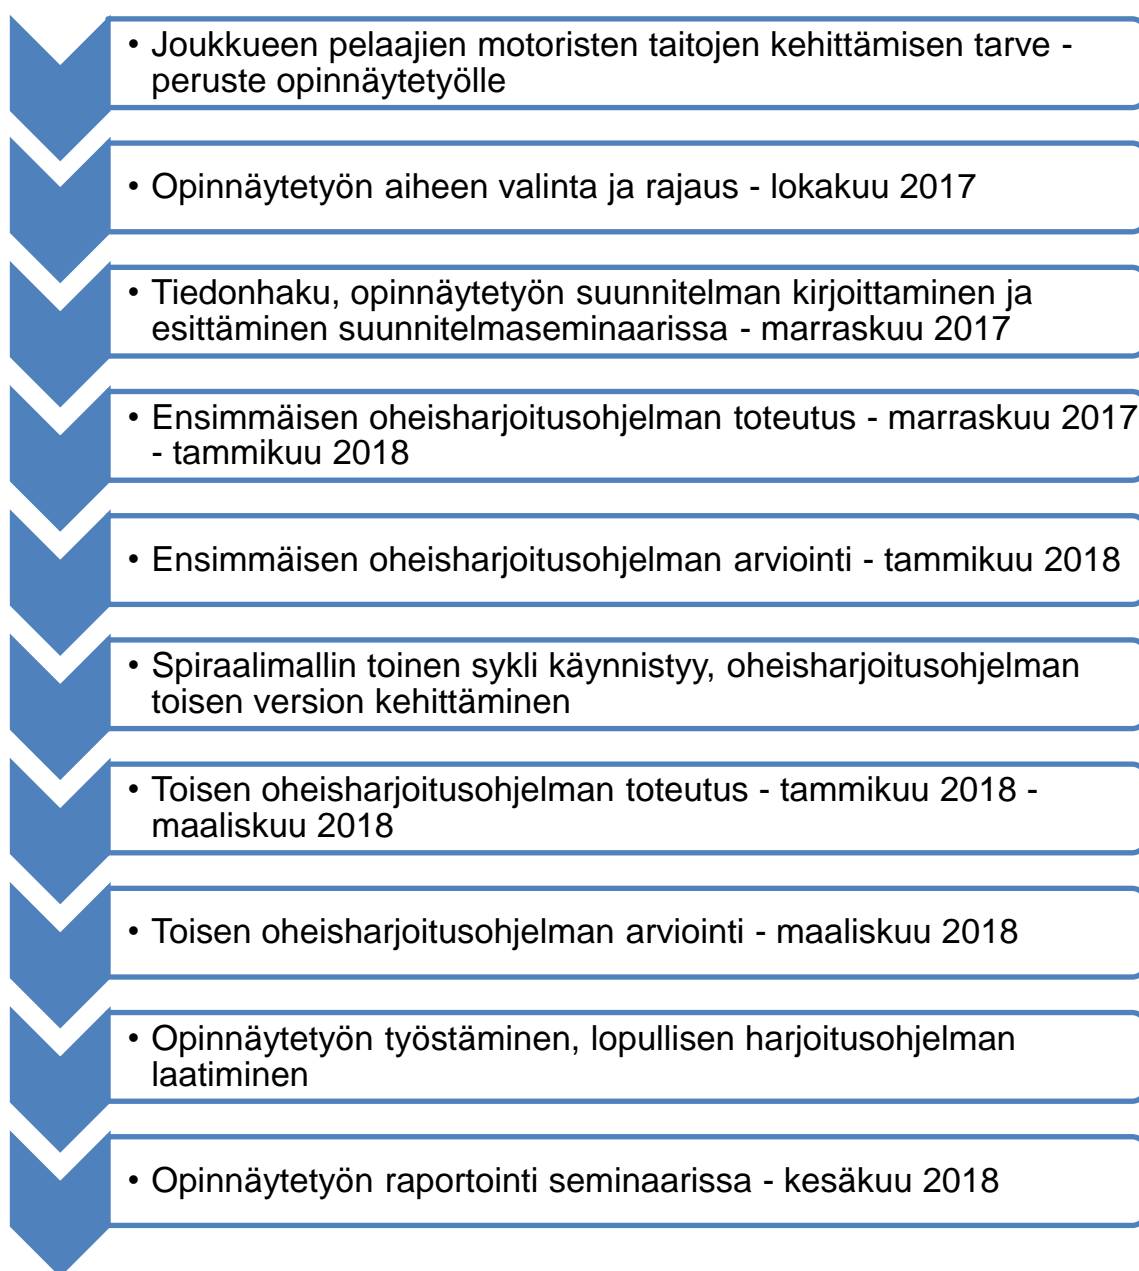 • Joukkueen pelaajien motoristen taitojen kehittämisen tarve -
peruste opinnäytetyölle
• Opinnäytetyön aiheen valinta ja rajaus - lokakuu 2017
• Tiedonhaku, opinnäytetyön suunnitelman kirjoittaminen ja
esittäminen suunnitelmaseminaarissa - marraskuu 2017
• Ensimmäisen oheisharjoitusohjelman toteutus - marraskuu 2017
- tammikuu 2018
• Ensimmäisen oheisharjoitusohjelman arviointi - tammikuu 2018
• Spiraalimallin toinen sykli käynnistyy, oheisharjoitusohjelman
toisen version kehittäminen
• Toisen oheisharjoitusohjelman toteutus - tammikuu 2018 -
maaliskuu 2018
• Toisen oheisharjoitusohjelman arviointi - maaliskuu 2018
• Opinnäytetyön työstäminen, lopullisen harjoitusohjelman
laatiminen
• Opinnäytetyön raportointi seminaarissa - kesäkuu 2018